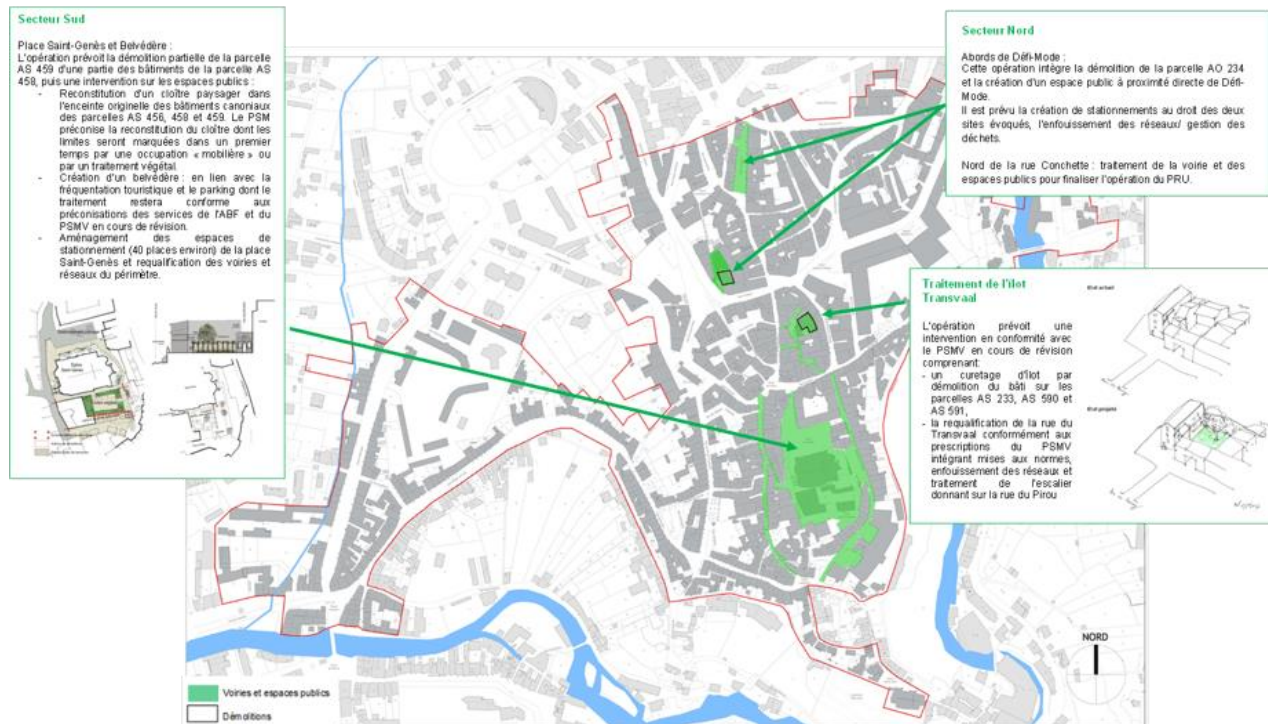 Secteur Sud
Place Saint-Genès et Belvédère :
L'opération prévoit la démolition partielle de la parcelle
AS 459 d'une partie des bâtiments de la parcelle AS
458, puis une intervention sur les espaces publics :
- Reconstitution d'un cloître paysager dans
l'enceinte originelle des bâtiments canoniaux
des parcelles AS 456, 458 et 459. Le PSM
préconise la reconstitution du cloître dont les
limites seront marquées dans un premier
temps par une occupation « mobilière » ou
par un traitement végétal.
- Création d'un belvédère : en lien avec la
fréquentation touristique et le parking dont le
traitement restera conforme aux
préconisations des services de l'ABF et du
PSMV en cours de révision.
- Aménagement des espaces de
stationnement (40 places environ) de la place
Saint-Genès et requalification des voiries et
réseaux du périmètre.
Secteur Nord
Abords de Défi-Mode :
Cette opération intègre la démolition de la parcelle AO 234
et la création d'un espace public à proximité directe de Défi-
Mode.
Il est prévu la création de stationnements au droit des deux
sites évoqués, l'enfouissement des réseaux/ gestion des
déchets.
Nord de la rue Conchette : traitement de la voirie et des
espaces publics pour finaliser l'opération du PRU.
Traitement de l'îlot
Transvaal
L'opération prévoit une
intervention en conformité avec
le PSMV en cours de révision
comprenant:
- un curetage d'îlot par
démolition du bâti sur les
parcelles AS 233, AS 590 et
AS 591,
- la requalification de la rue du
Transvaal conformément aux
prescriptions du PSMV
intégrant mises aux normes,
enfouissement des réseaux et
traitement de l'escalier
donnant sur la rue du Pirou
Etat actuel
Etat projeté
NORD
Voiries et espaces publics
Démolitions